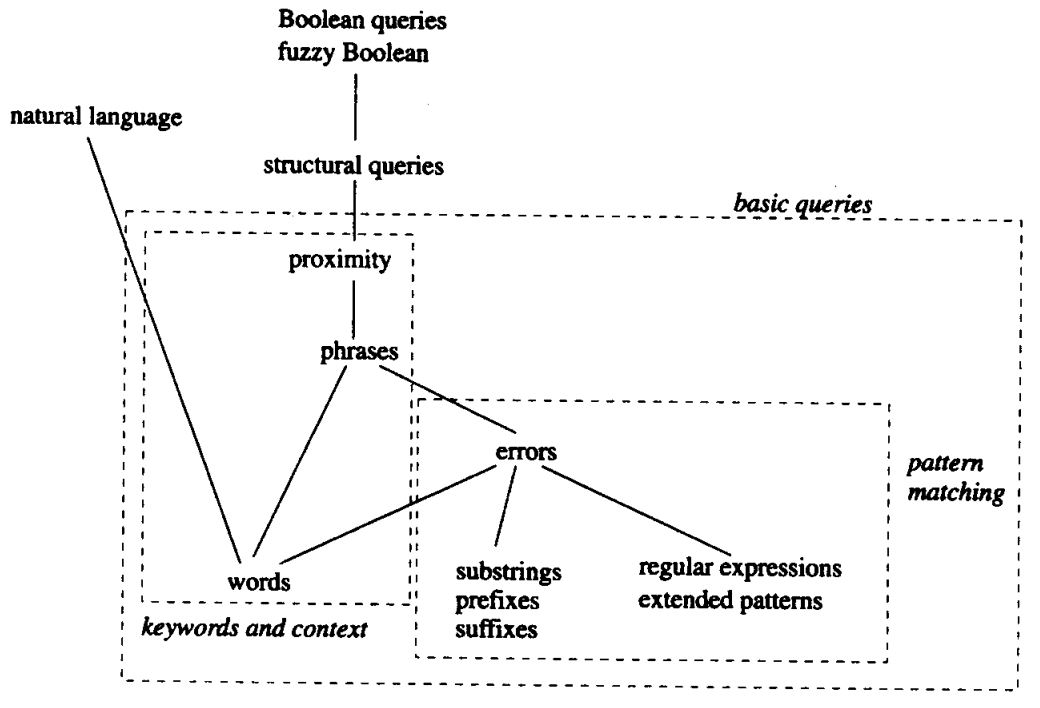 Boolean queries
fuzzy Boolean
natural language
structural queries
basic queries
proximity
phrases
errors
pattern
matching
words
substrings
prefixes
suffixes
regular expressions
extended patterns
keywords and context